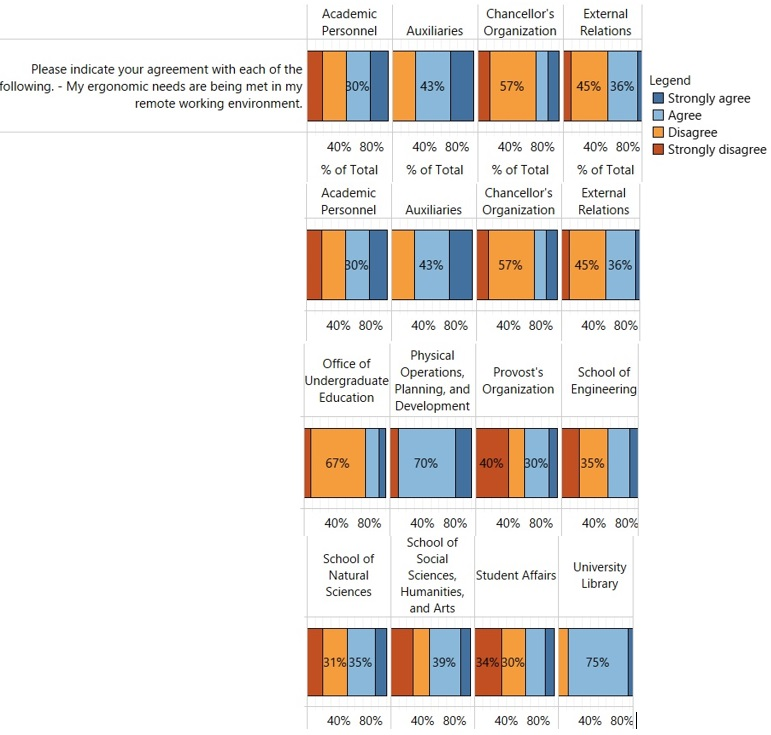 Academic Personnel
Auxiliaries
Chancellor's Organization
External Relations
Please indicate your agreement with each of the
following. - My ergonomic needs are being met in my
remote working environment.
30%
43%
57%
45% 36%
Legend
Strongly agree
Agree
Disagree
Strongly disagree
40% 80% 40% 80% 40% 80% 40% 80%
% of Total % of Total % of Total % of Total
Academic Personnel
Auxiliaries
Chancellor's Organization
External Relations
30%
43%
57%
45% 36%
40% 80% 40% 80% 40% 80% 40% 80%
Office of Undergraduate Education
Physical Operations, Planning, and Development
Provost's Organization
School of Engineering
67%
70%
40% 30%
35%
40% 80% 40% 80% 40% 80% 40% 80%
School of Natural Sciences
School of Social Sciences, Humanities, and Arts
Student Affairs
University Library
31% 35%
39%
34% 30%
75%
40% 80% 40% 80% 40% 80% 40% 80%